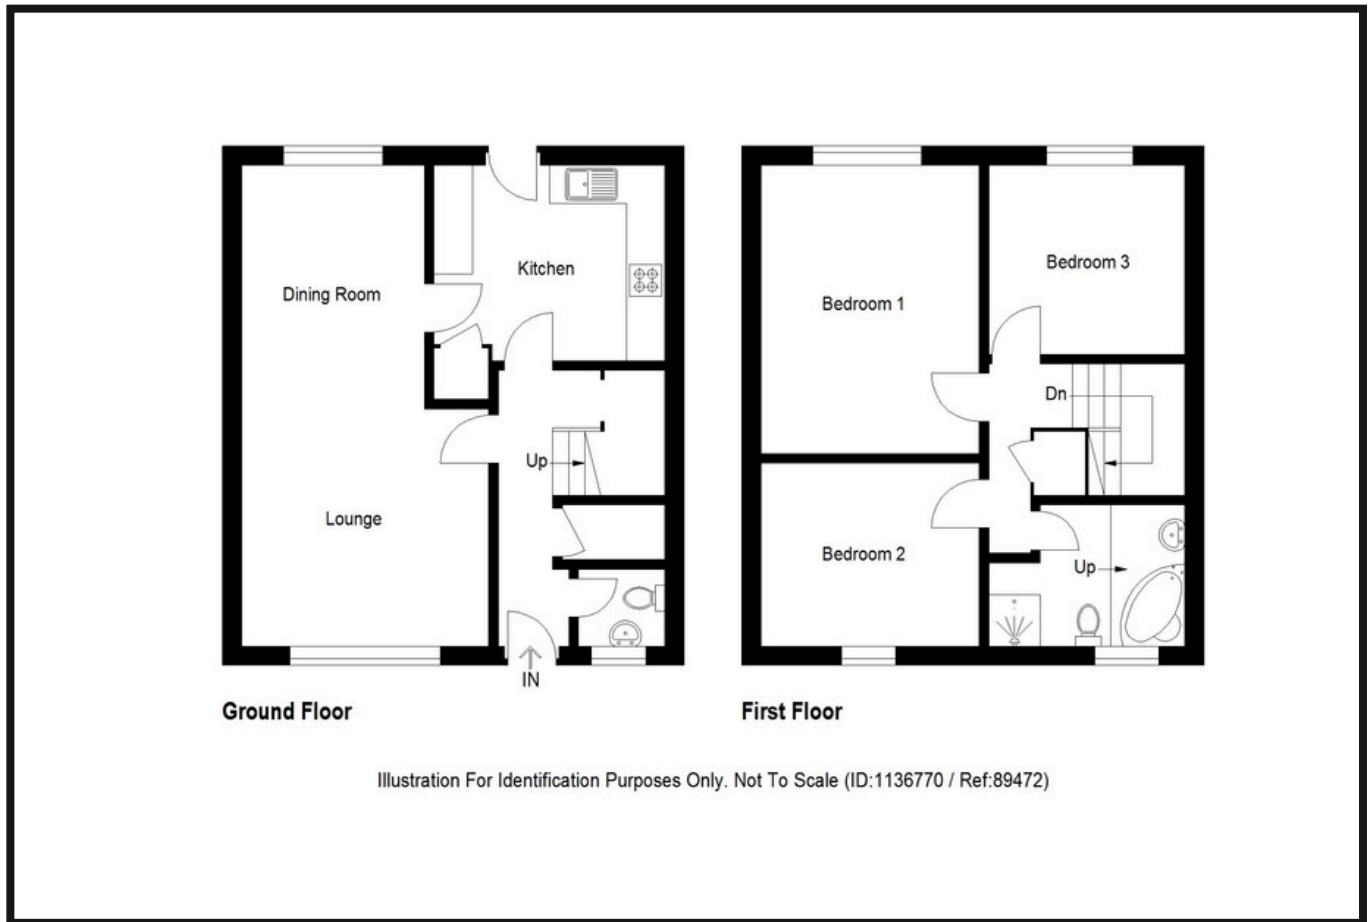 Kitchen
Dining Room
Up
Lounge
IN
Ground Floor
Bedroom 3
Bedroom 1
Dn
Bedroom 2
Up
First Floor
Illustration For Identification Purposes Only. Not To Scale (ID:1136770 / Ref:89472)